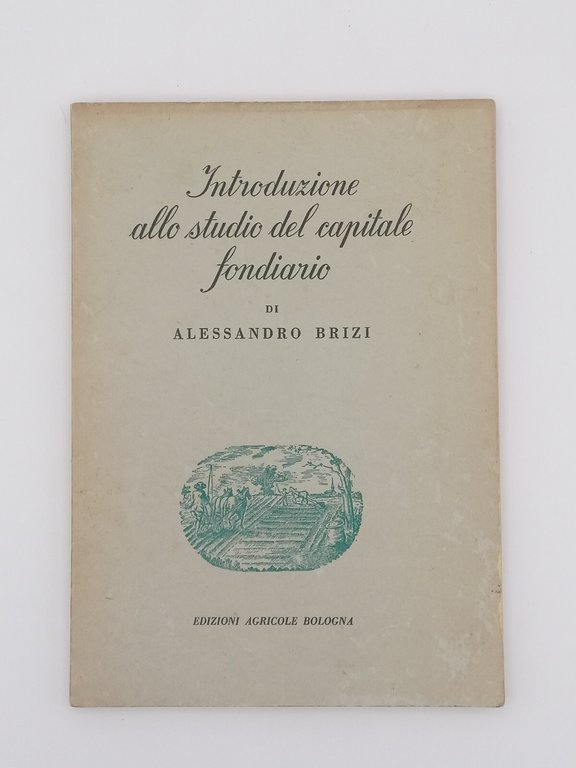 Introduzione
allo studio del capitale
fondiario
DI
ALESSANDRO BRIZI
EDIZIONI AGRICOLE BOLOGNA